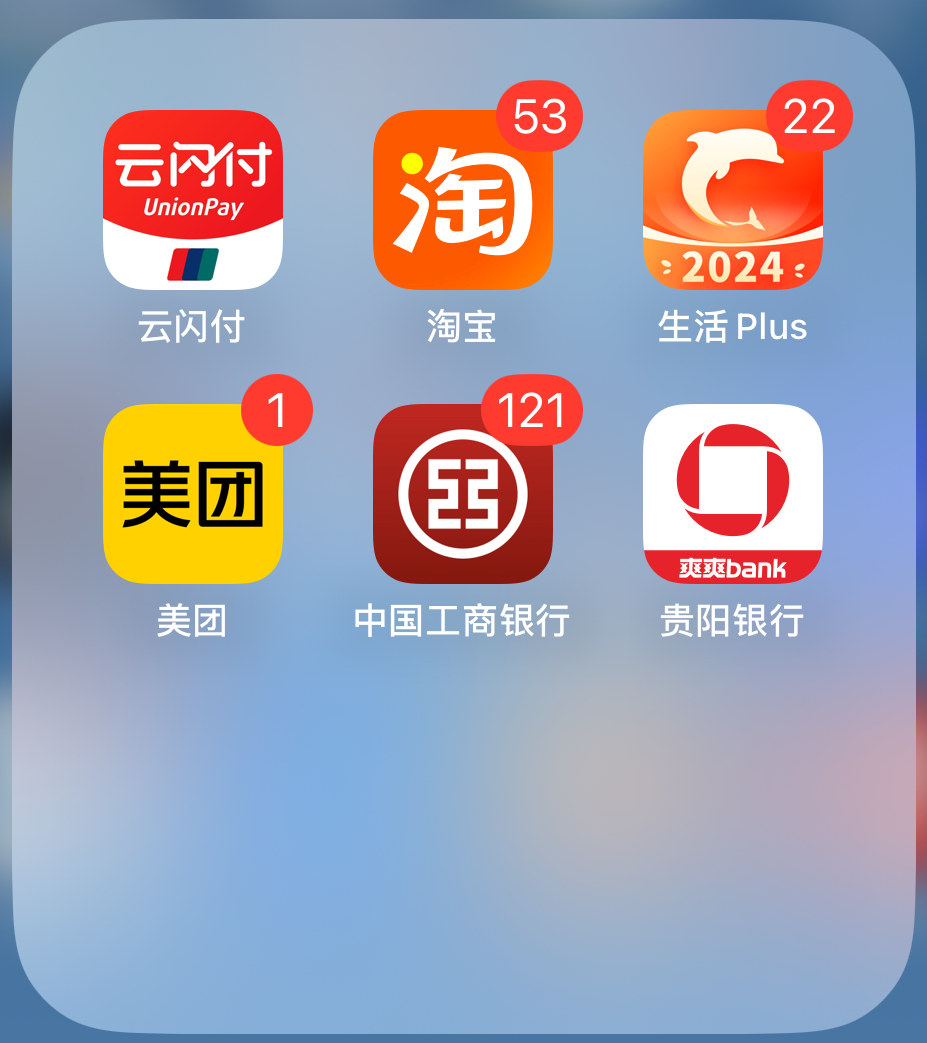 云闪付
UnionPay
淘
53
22
2024
云闪付
淘宝
生活 Plus
美团
1
121
爽爽bank
美团
中国工商银行
贵阳银行